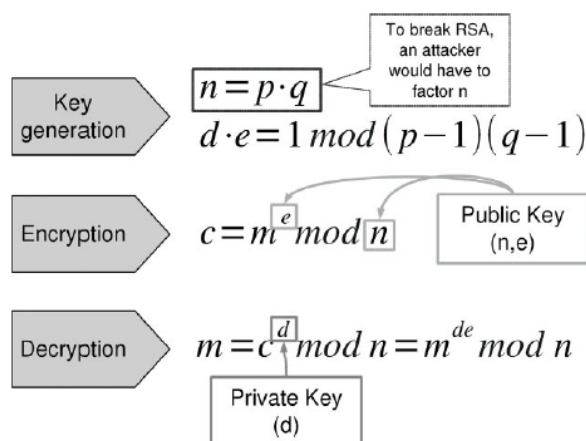 To break RSA,
an attacker
would have to
factor n
Key
generation
n = p · q
d · e = 1 mod (p − 1)(q − 1)
Encryption
c = m^e mod n
Public Key
(n,e)
Decryption
m = c^d mod n = m^de mod n
Private Key
(d)